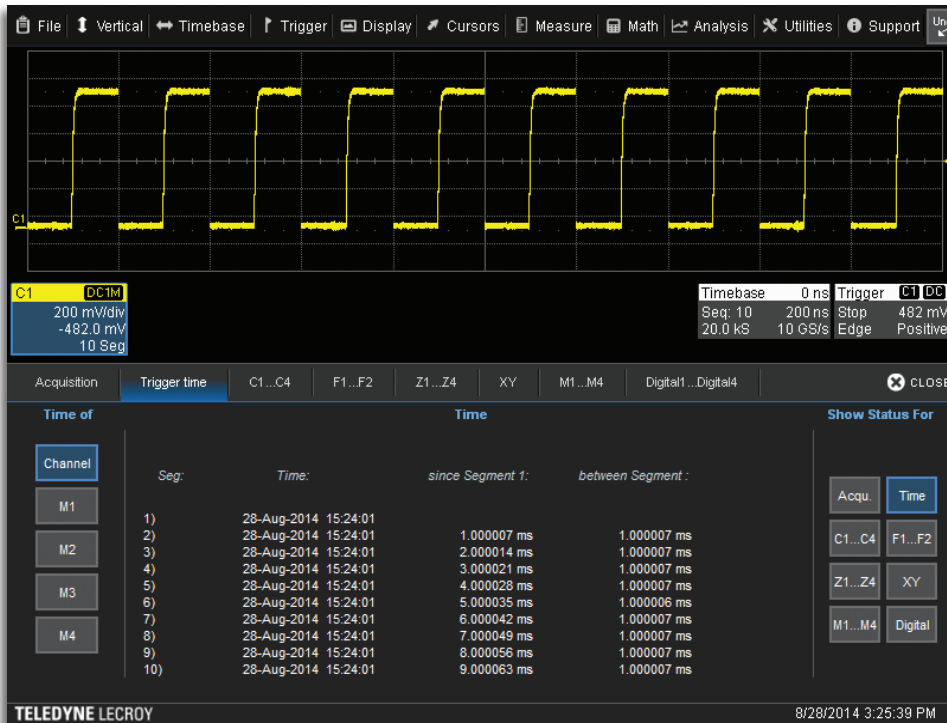 File Vertical Timebase Trigger Display Cursors Measure Math Analysis Utilities Support Un
C1
C1 DC1M
200 mV/div
-482.0 mV
10 Seg
Timebase 0 ns
Seq: 10 200 ns
20.0 kS 10 GS/s
Trigger C1 DC
Stop 482 mV
Edge Positive
Acquisition Trigger time C1...C4 F1...F2 Z1...Z4 XY M1...M4 Digital1...Digital4 CLOSE
Time of
Channel
M1
M2
M3
M4
Time
Seg: Time: since Segment 1: between Segment :
1) 28-Aug-2014 15:24:01
2) 28-Aug-2014 15:24:01 1.000007 ms 1.000007 ms
3) 28-Aug-2014 15:24:01 2.000014 ms 1.000007 ms
4) 28-Aug-2014 15:24:01 3.000021 ms 1.000007 ms
5) 28-Aug-2014 15:24:01 4.000028 ms 1.000007 ms
6) 28-Aug-2014 15:24:01 5.000035 ms 1.000006 ms
7) 28-Aug-2014 15:24:01 6.000042 ms 1.000007 ms
8) 28-Aug-2014 15:24:01 7.000049 ms 1.000007 ms
9) 28-Aug-2014 15:24:01 8.000056 ms 1.000007 ms
10) 28-Aug-2014 15:24:01 9.000063 ms 1.000007 ms
Show Status For
Acqu. Time
C1...C4 F1...F2
Z1...Z4 XY
M1...M4 Digital
TELEDYNE LECROY
8/28/2014 3:25:39 PM